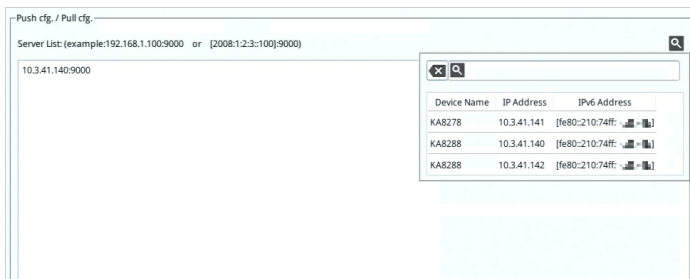 Push cfg. / Pull cfg.
Server List: (example:192.168.1.100:9000 or [2008:1:2:3::100]:9000)
10.3.41.140:9000
Device Name IP Address IPv6 Address
KA8278 10.3.41.141 [fe80::210:74ff:
KA8288 10.3.41.140 [fe80::210:74ff:
KA8288 10.3.41.142 [fe80::210:74ff: